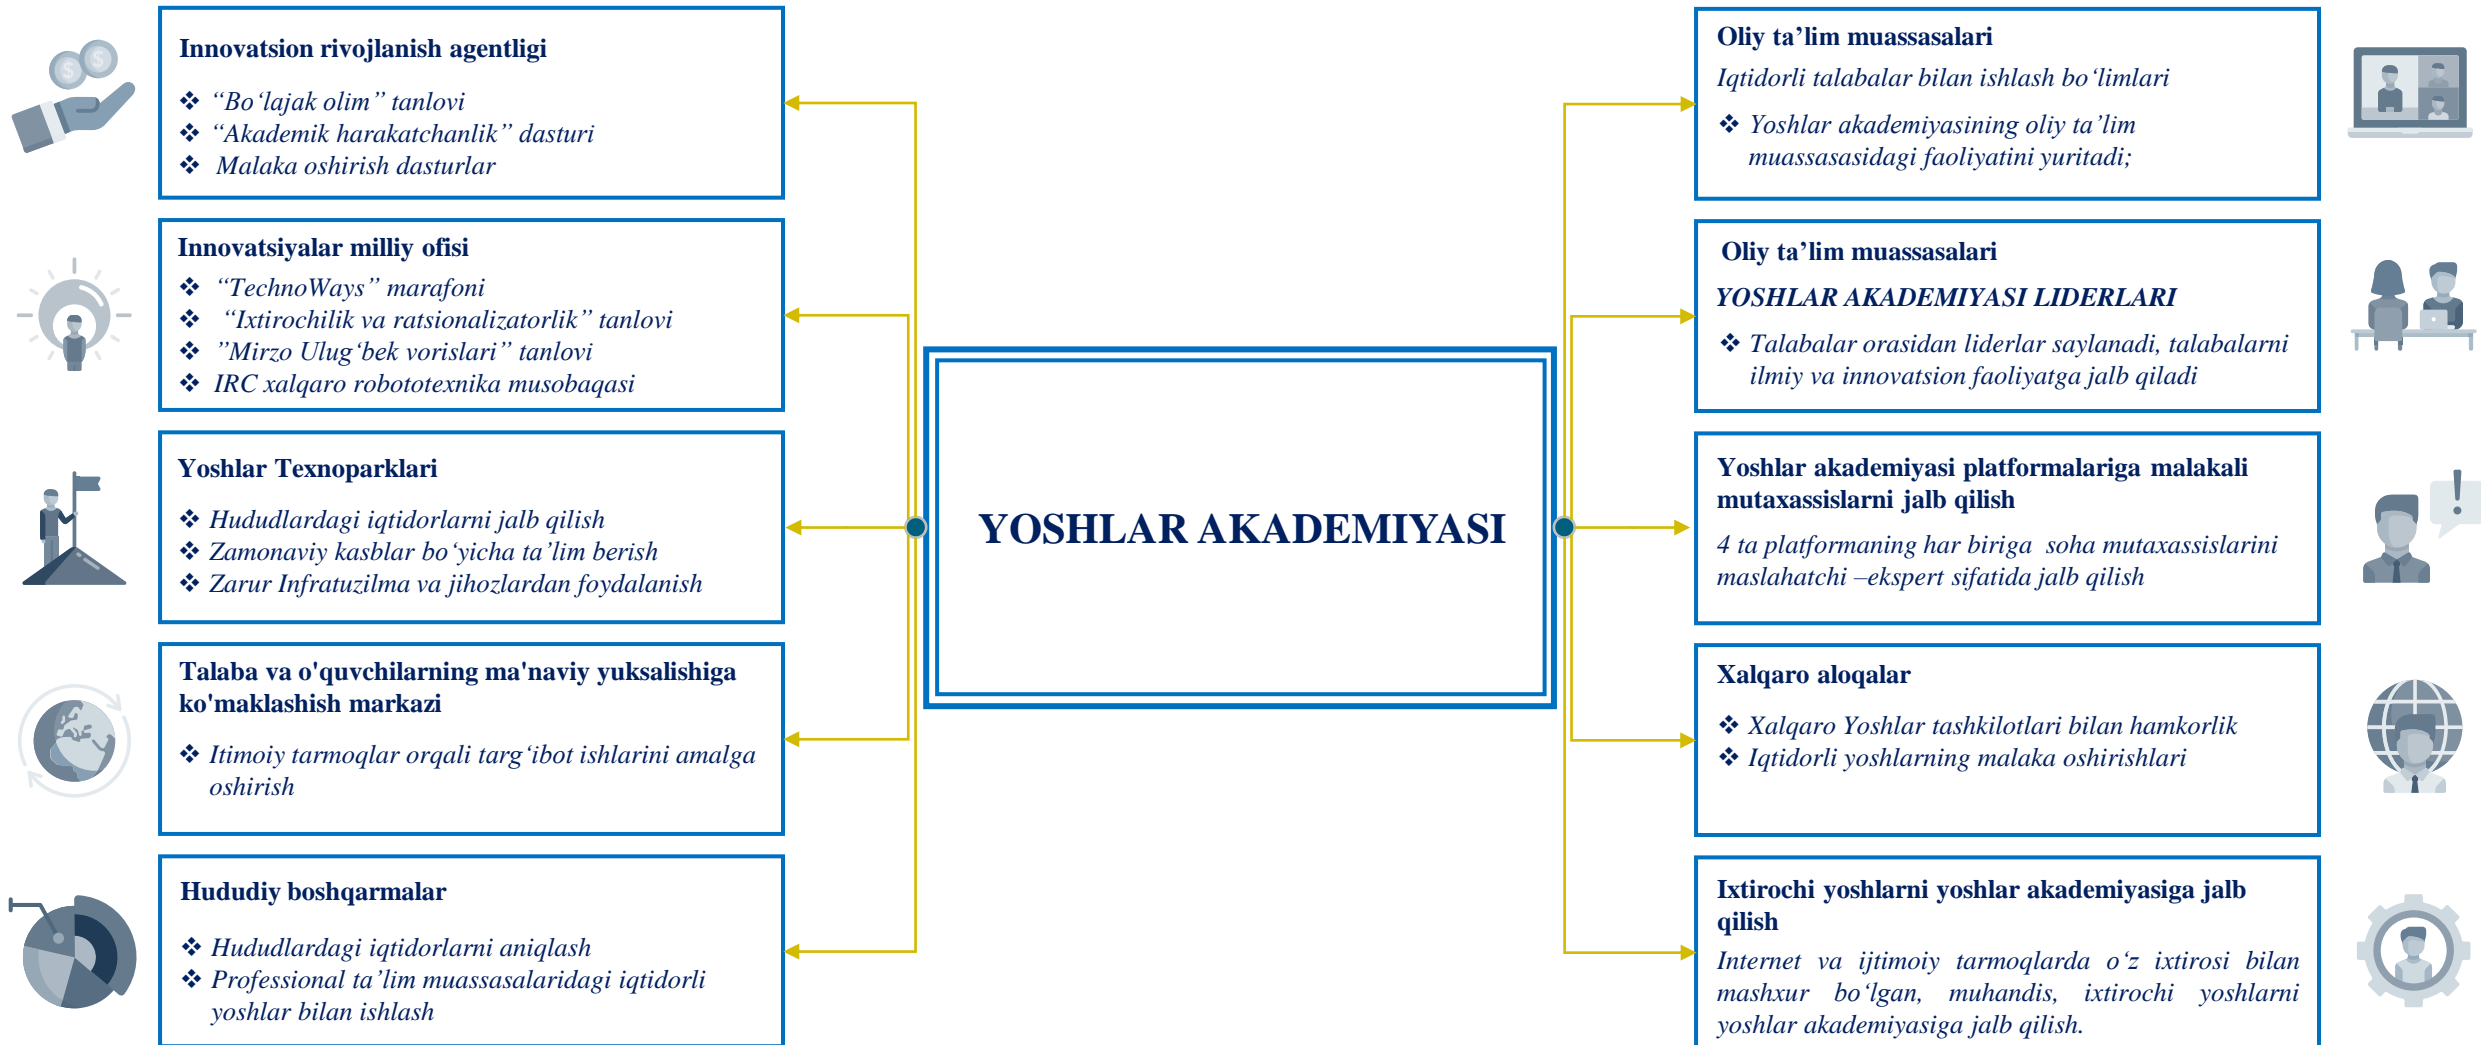 Innovatsion rivojlanish agentligi
❖ “Bo‘lajak olim” tanlovi
❖ “Akademik harakatchanlik” dasturi
❖ Malaka oshirish dasturlar
Innovatsiyalar milliy ofisi
❖ “TechnoWays” marafoni
❖ “Ixtirochilik va ratsionalizatorlik” tanlovi
❖ ”Mirzo Ulug‘bek vorislari” tanlovi
❖ IRC xalqaro robototexnika musobaqasi
Yoshlar Texnoparklari
❖ Hududlardagi iqtidorlarni jalb qilish
❖ Zamonaviy kasblar bo‘yicha ta’lim berish
❖ Zarur Infratuzilma va jihozlardan foydalanish
Talaba va o'quvchilarning ma'naviy yuksalishiga
ko'maklashish markazi
❖ Itimoiy tarmoqlar orqali targ‘ibot ishlarini amalga
oshirish
Hududiy boshqarmalar
❖ Hududlardagi iqtidorlarni aniqlash
❖ Professional ta’lim muassasalaridagi iqtidorli
yoshlar bilan ishlash
YOSHLAR AKADEMIYASI
Oliy ta’lim muassasalari
Iqtidorli talabalar bilan ishlash bo‘limlari
❖ Yoshlar akademiyasining oliy ta’lim
muassasasidagi faoliyatini yuritadi;
Oliy ta’lim muassasalari
YOSHLAR AKADEMIYASI LIDERLARI
❖ Talabalar orasidan liderlar saylanadi, talabalarni
ilmiy va innovatsion faoliyatga jalb qiladi
Yoshlar akademiyasi platformalariga malakali
mutaxassislarni jalb qilish
4 ta platformaning har biriga soha mutaxassislarini
maslahatchi –ekspert sifatida jalb qilish
Xalqaro aloqalar
❖ Xalqaro Yoshlar tashkilotlari bilan hamkorlik
❖ Iqtidorli yoshlarning malaka oshirishlari
Ixtirochi yoshlarni yoshlar akademiyasiga jalb
qilish
Internet va ijtimoiy tarmoqlarda o‘z ixtirosi bilan
mashxur bo‘lgan, muhandis, ixtirochi yoshlarni
yoshlar akademiyasiga jalb qilish.